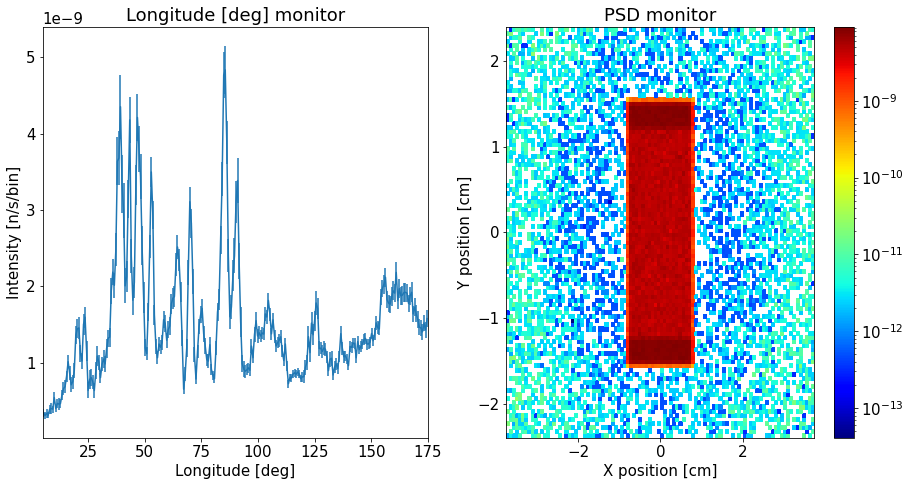 Longitude [deg] monitor
1e−9
5
4
3
2
1
Intensity [n/s/bin]
25 50 75 100 125 150 175
Longitude [deg]
PSD monitor
2
1
0
−1
−2
Y position [cm]
−2 0 2
X position [cm]
10⁻⁹
10⁻¹⁰
10⁻¹¹
10⁻¹²
10⁻¹³